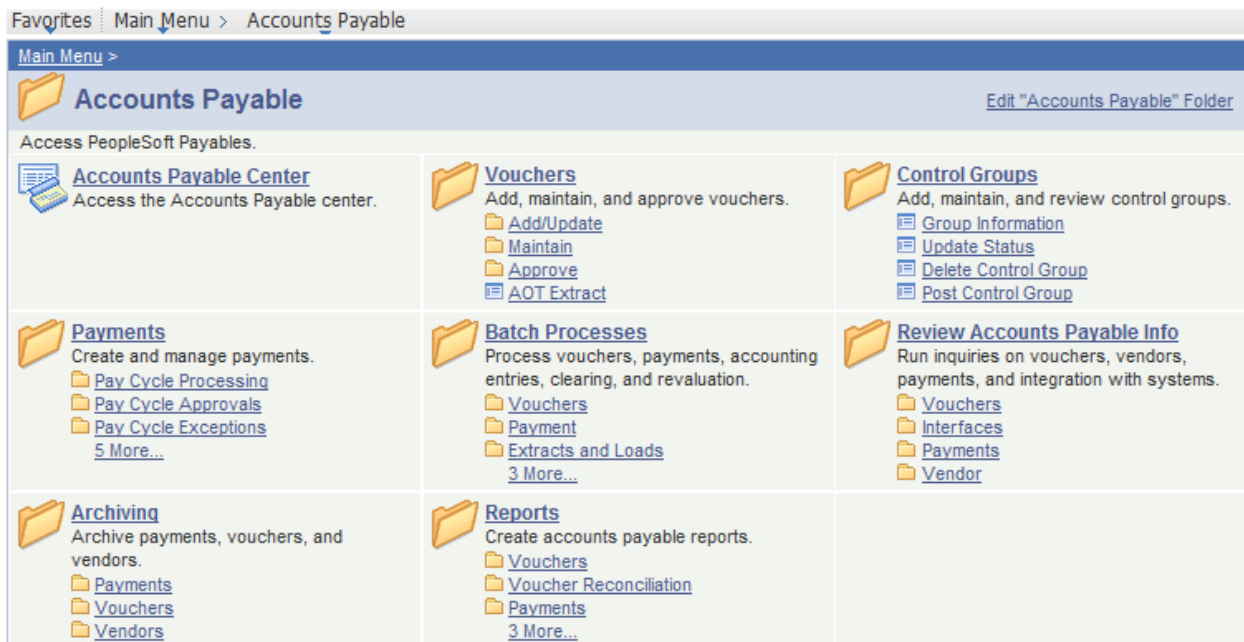 Favorites Main Menu > Accounts Payable
Main Menu >
Accounts Payable
Edit "Accounts Payable" Folder
Access PeopleSoft Payables.
Accounts Payable Center
Access the Accounts Payable center.
Vouchers
Add, maintain, and approve vouchers.
Add/Update
Maintain
Approve
AOT Extract
Control Groups
Add, maintain, and review control groups.
Group Information
Update Status
Delete Control Group
Post Control Group
Payments
Create and manage payments.
Pay Cycle Processing
Pay Cycle Approvals
Pay Cycle Exceptions
5 More...
Batch Processes
Process vouchers, payments, accounting
entries, clearing, and revaluation.
Vouchers
Payment
Extracts and Loads
3 More...
Review Accounts Payable Info
Run inquiries on vouchers, vendors,
payments, and integration with systems.
Vouchers
Interfaces
Payments
Vendor
Archiving
Archive payments, vouchers, and
vendors.
Payments
Vouchers
Vendors
Reports
Create accounts payable reports.
Vouchers
Voucher Reconciliation
Payments
3 More...